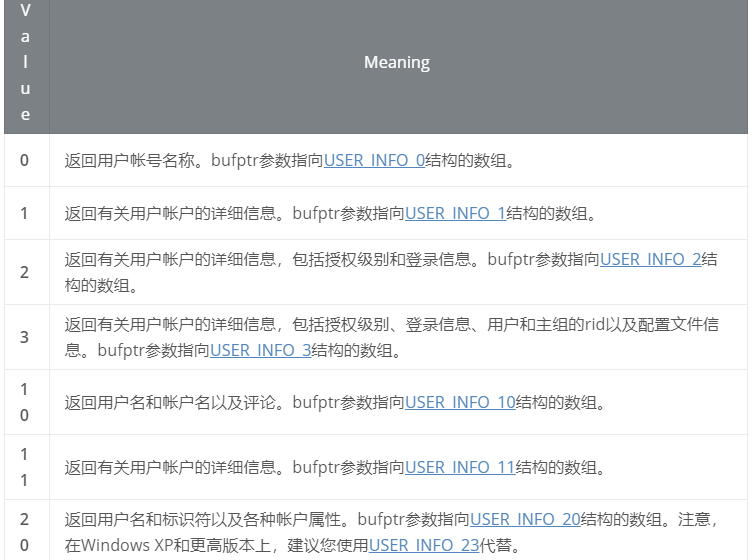 V
a
l
u
e
Meaning
0
返回用户帐号名称。bufptr参数指向USER_INFO_0结构的数组。
1
返回有关用户帐户的详细信息。bufptr参数指向USER_INFO_1结构的数组。
2
返回有关用户帐户的详细信息，包括授权级别和登录信息。bufptr参数指向USER_INFO_2结
构的数组。
3
返回有关用户帐户的详细信息，包括授权级别、登录信息、用户和主组的rid以及配置文件信
息。bufptr参数指向USER_INFO_3结构的数组。
1
0
返回用户名和帐户名以及评论。bufptr参数指向USER_INFO_10结构的数组。
1
1
返回有关用户帐户的详细信息。bufptr参数指向USER_INFO_11结构的数组。
2
0
返回用户名和标识符以及各种帐户属性。bufptr参数指向USER_INFO_20结构的数组。注意，
在Windows XP和更高版本上，建议您使用USER_INFO_23代替。